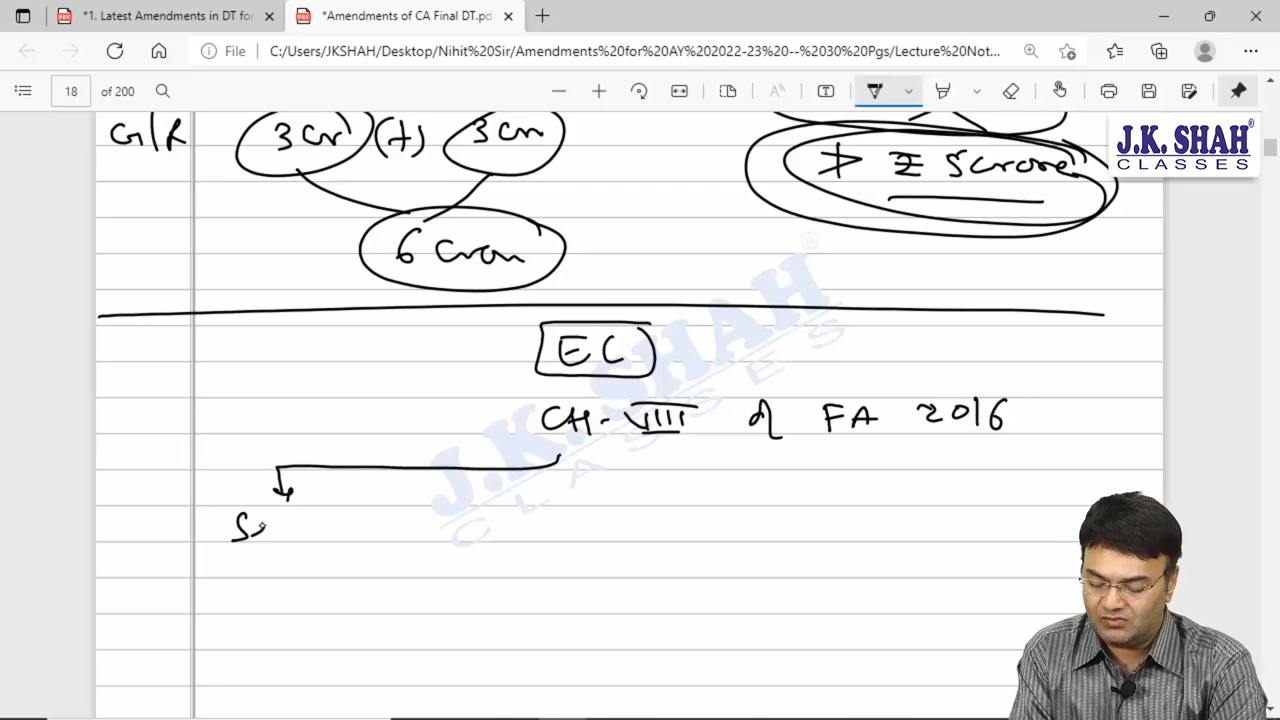 *1. Latest Amendments in DT for
*Amendments of CA Final DT.pd
File
C:/Users/JKSHAH/Desktop/Nihit%20Sir/Amendments%20for%20AY%202022-23%20--%2030%20Pgs/Lecture%20Not...
18 of 200
J.K. SHAH®
CLASSES
G/R 3 Cr (+) 3 Cr
≯ ₹ 5 crore
6 Crore
EC
CH-VIII of FA 2016
S.
J.K. SHAH®
CLASSES